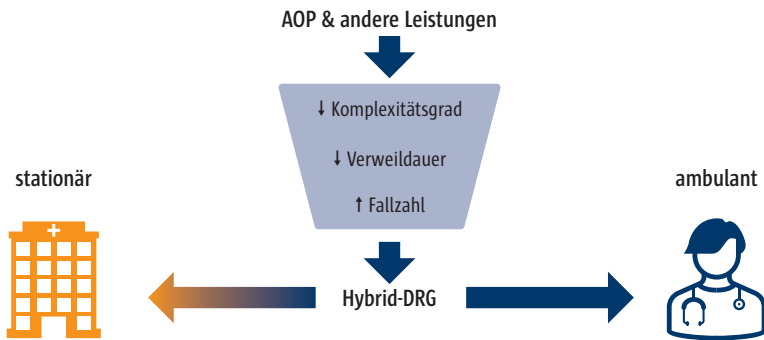 AOP & andere Leistungen
↓ Komplexitätsgrad
↓ Verweildauer
↑ Fallzahl
stationär
ambulant
Hybrid-DRG